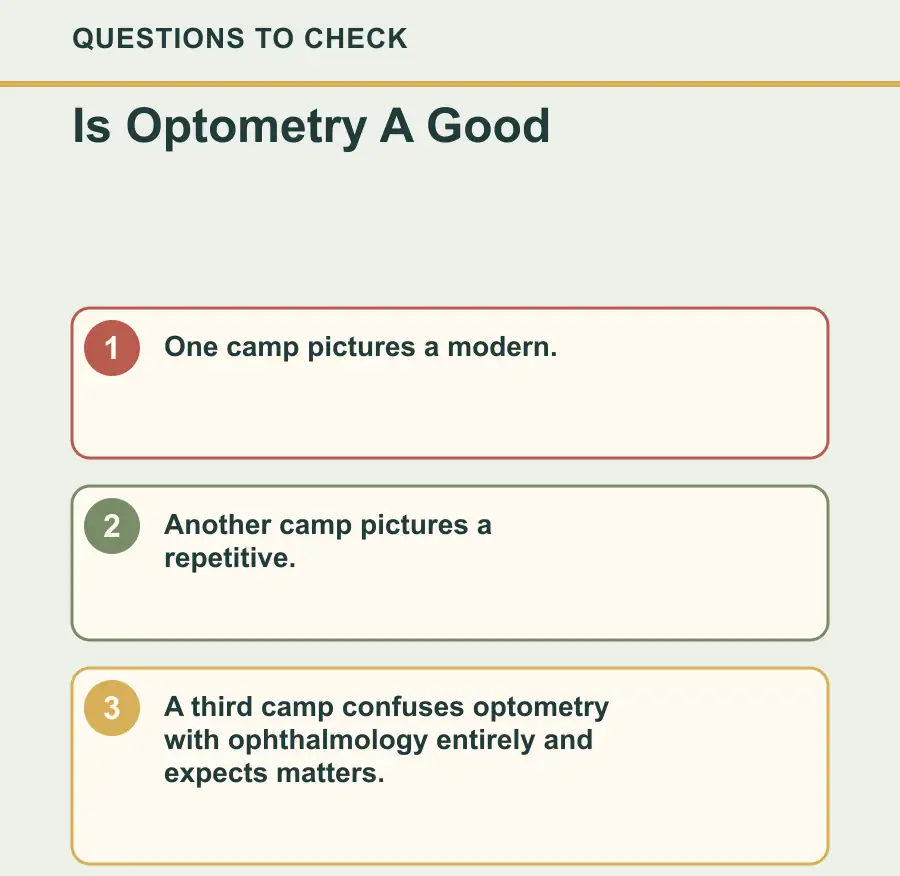 QUESTIONS TO CHECK
Is Optometry A Good
1
One camp pictures a modern.
2
Another camp pictures a
repetitive.
3
A third camp confuses optometry
with ophthalmology entirely and
expects matters.